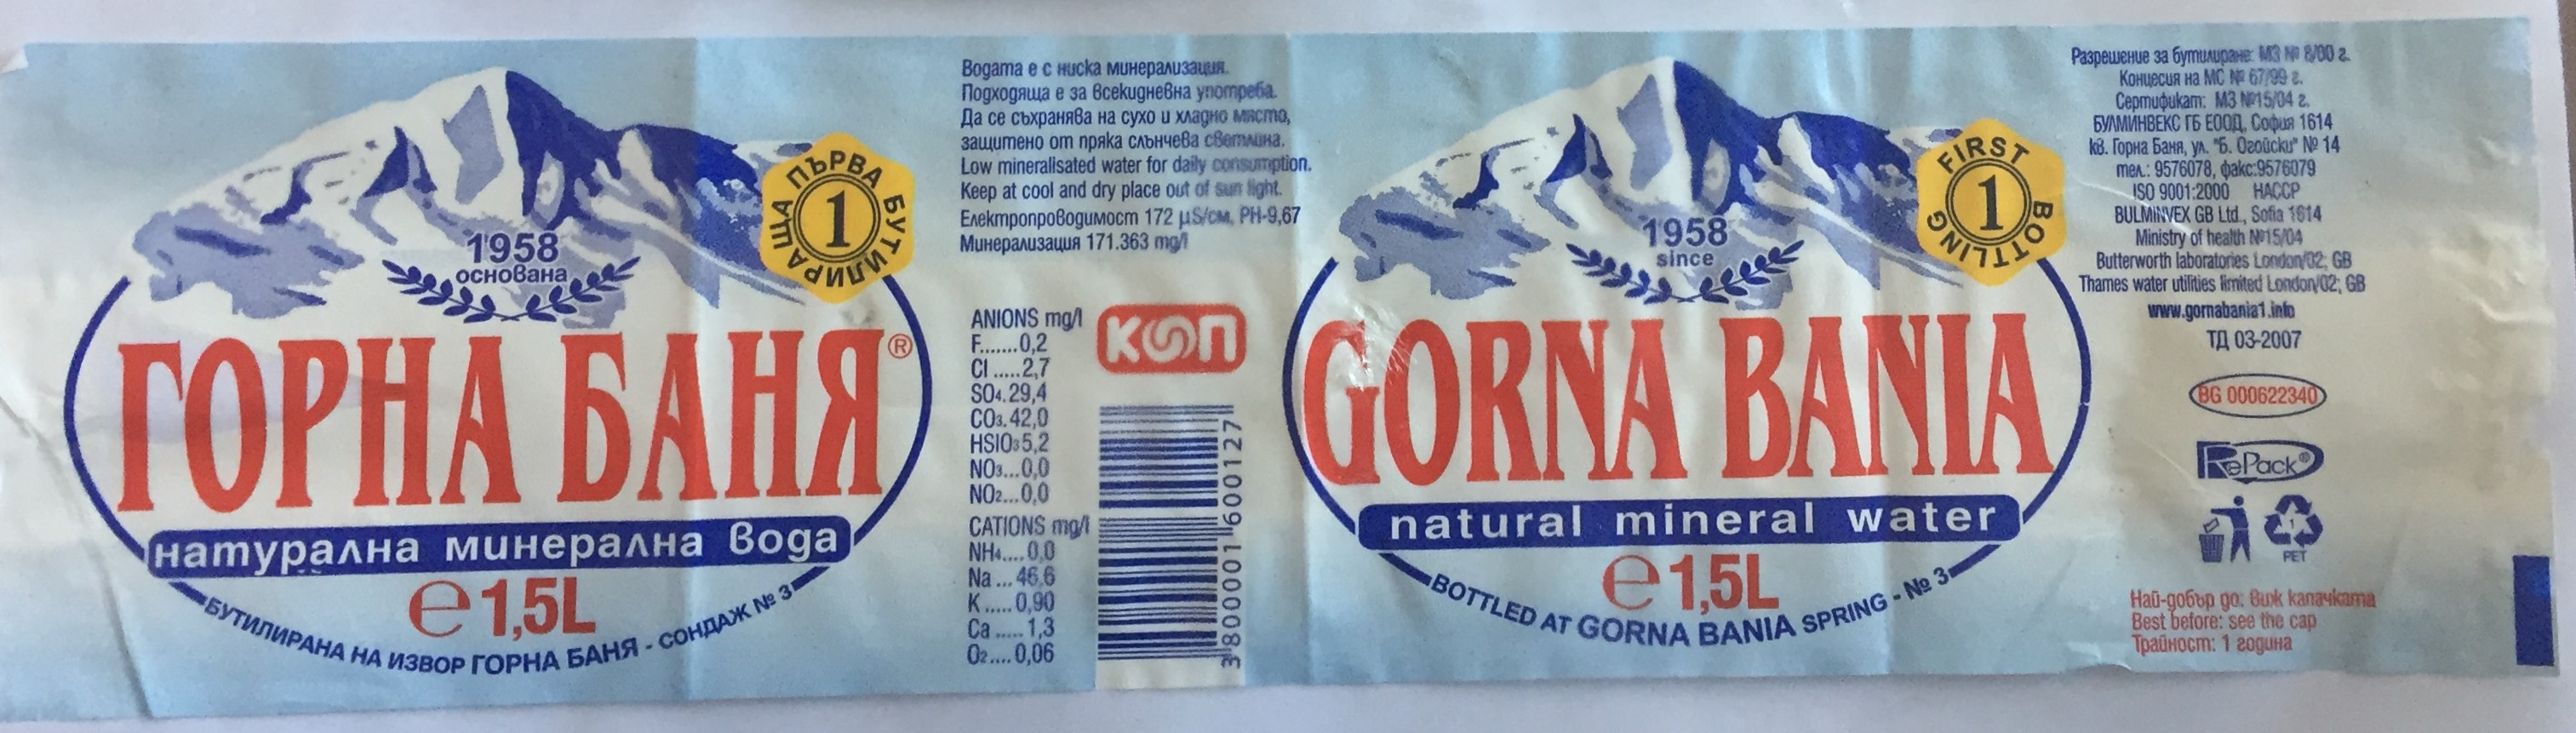 1958
основана
ПЪРВА БУТИЛИРАЩА
1
ГОРНА БАНЯ®
натурална минерална вода
℮ 1,5L
БУТИЛИРАНА НА ИЗВОР ГОРНА БАНЯ - СОНДАЖ № 3
Водата е с ниска минерализация.
Подходяща е за всекидневна употреба.
Да се съхранява на сухо и хладно място,
защитено от пряка слънчева светлина.
Low mineralisated water for daily consumption.
Keep at cool and dry place out of sun light.
Електропроводимост 172 µS/см, PH-9,67
Минерализация 171.363 mg/l
ANIONS mg/l
F.......0,2
Cl .....2,7
SO4.29,4
CO3.42,0
HSIO3 5,2
NO3...0,0
NO2...0,0
CATIONS mg/l
NH4....0,0
Na ... 46,6
K ..... 0,90
Ca ..... 1,3
O2.... 0,06
КОП
3 800001 600127
1958
since
FIRST BOTTLING
1
GORNA BANIA
natural mineral water
℮ 1,5L
BOTTLED AT GORNA BANIA SPRING - № 3
Разрешение за бутилиране: МЗ № 8/00 г.
Концесия на МС № 67/99 г.
Сертификат: МЗ №15/04 г.
БУЛМИНВЕКС ГБ ЕООД, София 1614
кв. Горна Баня, ул. "Б. Огойски" № 14
тел.: 9576078, факс:9576079
ISO 9001:2000 HACCP
BULMINVEX GB Ltd., Sofia 1614
Ministry of health №15/04
Butterworth laboratories London/02; GB
Thames water utilities limited London/02; GB
www.gornabania1.info
ТД 03-2007
BG 000622340
RePack®
1
PET
Най-добър до: виж капачката
Best before: see the cap
Трайност: 1 година